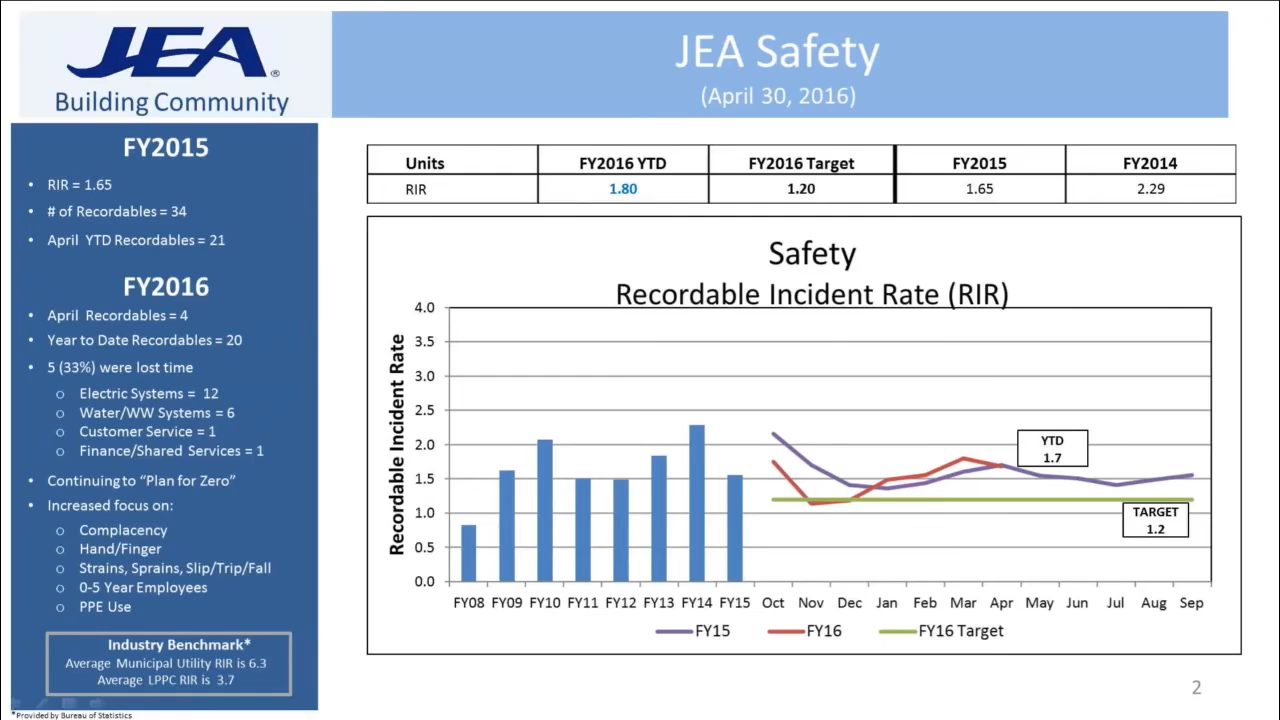 JEA®
Building Community
JEA Safety
(April 30, 2016)
FY2015
• RIR = 1.65
• # of Recordables = 34
• April YTD Recordables = 21
FY2016
• April Recordables = 4
• Year to Date Recordables = 20
• 5 (33%) were lost time
o Electric Systems = 12
o Water/WW Systems = 6
o Customer Service = 1
o Finance/Shared Services = 1
• Continuing to “Plan for Zero”
• Increased focus on:
o Complacency
o Hand/Finger
o Strains, Sprains, Slip/Trip/Fall
o 0-5 Year Employees
o PPE Use
Industry Benchmark*
Average Municipal Utility RIR is 6.3
Average LPPC RIR is 3.7
*Provided by Bureau of Statistics
Units FY2016 YTD FY2016 Target FY2015 FY2014
RIR 1.80 1.20 1.65 2.29
Safety
Recordable Incident Rate (RIR)
Recordable Incident Rate
4.0
3.5
3.0
2.5
2.0
1.5
1.0
0.5
0.0
YTD
1.7
TARGET
1.2
FY08 FY09 FY10 FY11 FY12 FY13 FY14 FY15 Oct Nov Dec Jan Feb Mar Apr May Jun Jul Aug Sep
FY15 FY16 FY16 Target
2